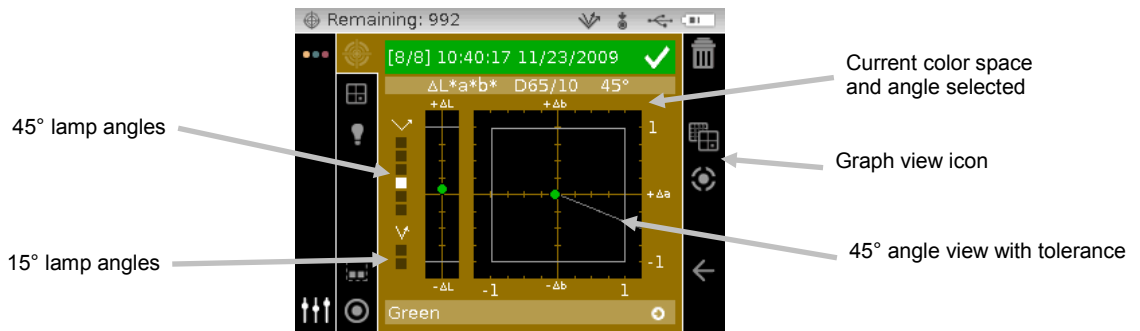 Remaining: 992
[8/8] 10:40:17 11/23/2009
ΔL*a*b* D65/10 45°
+ΔL
+Δb
1
+Δa
-1
-ΔL
-1
-Δb
1
Green
45° lamp angles
15° lamp angles
Current color space
and angle selected
Graph view icon
45° angle view with tolerance